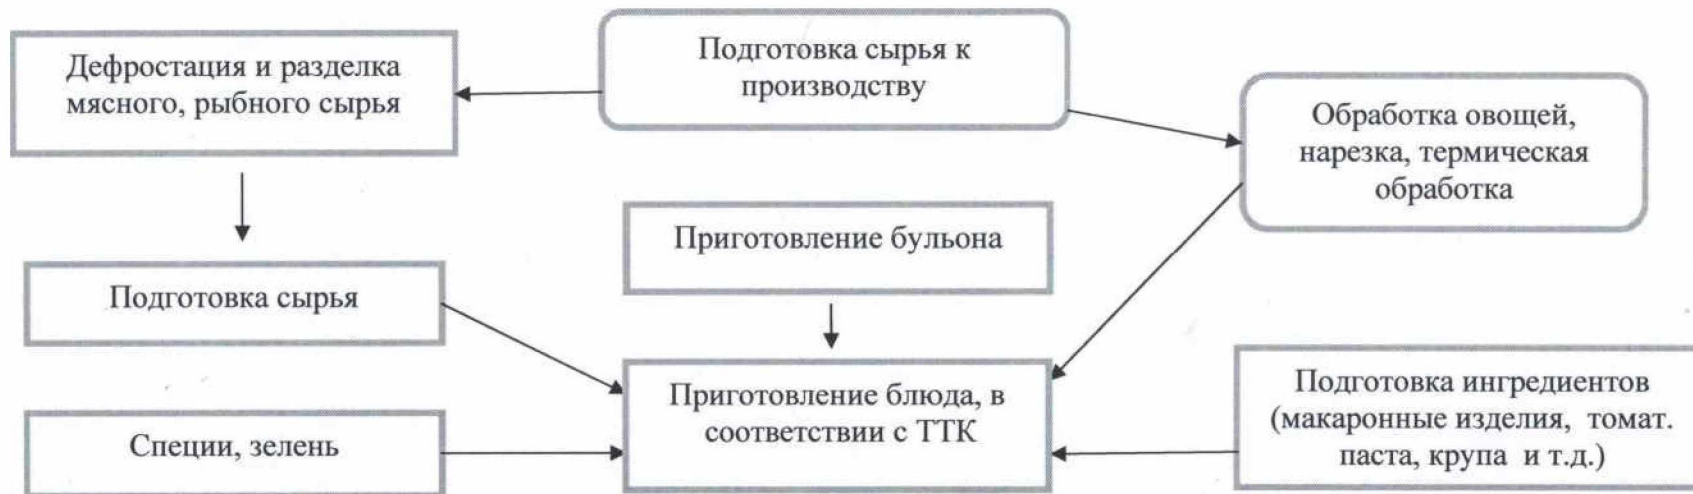 Подготовка сырья к
производству
Дефростация и разделка
мясного, рыбного сырья
Обработка овощей,
нарезка, термическая
обработка
Приготовление бульона
Подготовка сырья
Приготовление блюда, в
соответствии с ТТК
Подготовка ингредиентов
(макаронные изделия, томат.
паста, крупа и т.д.)
Специи, зелень